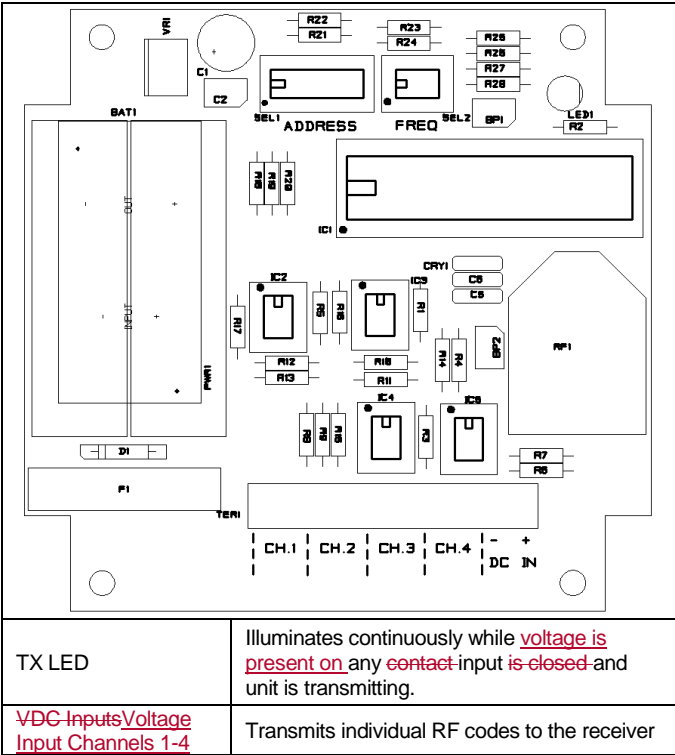 VR1
R22
R21
R23
R24
R25
R26
R27
R28
C1
C2
SEL1
ADDRESS
FREQ
SEL2
BP1
LED1
R2
BAT1
OUT
INPUT
PWR1
R18
R19
R20
IC1
CRY1
C6
C5
IC2
IC3
R17
R5
R16
R1
R12
R13
R10
R11
R14
R4
BP2
RF1
IC4
IC5
R8
R9
R15
R3
R7
R6
D1
F1
TER1
CH.1 CH.2 CH.3 CH.4 - +
DC IN
TX LED
Illuminates continuously while voltage is
present on any contact input is closed and
unit is transmitting.
VDC InputsVoltage
Input Channels 1-4
Transmits individual RF codes to the receiver